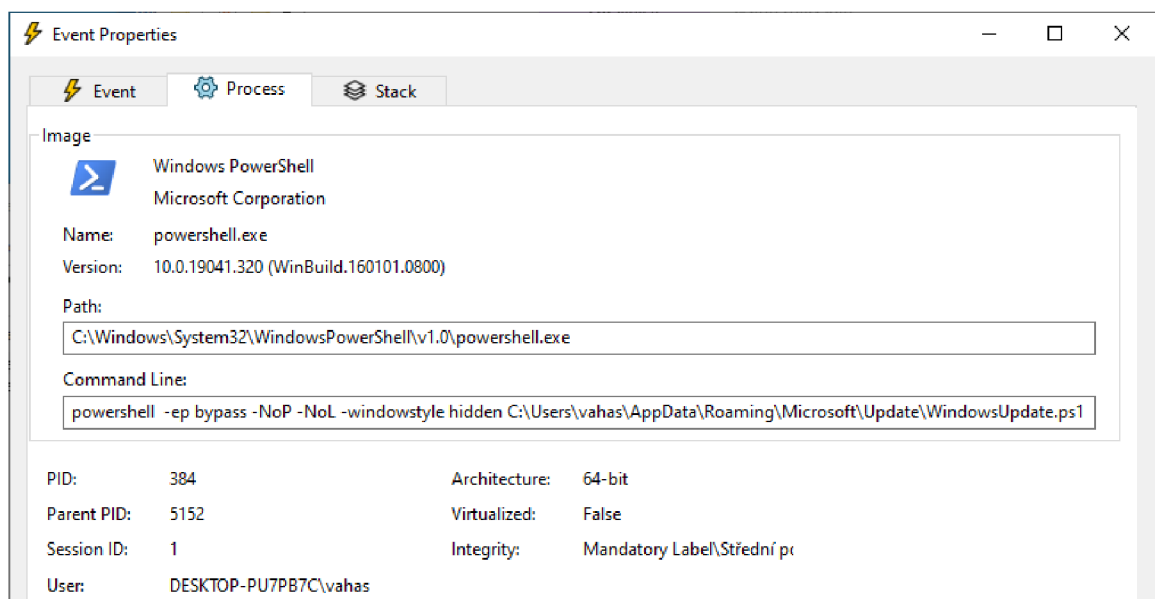 Event Properties
Event Process Stack
Image
Windows PowerShell
Microsoft Corporation
Name: powershell.exe
Version: 10.0.19041.320 (WinBuild.160101.0800)
Path:
C:\Windows\System32\WindowsPowerShell\v1.0\powershell.exe
Command Line:
powershell  -ep bypass -NoP -NoL -windowstyle hidden C:\Users\vahas\AppData\Roaming\Microsoft\Update\WindowsUpdate.ps1
PID: 384 Architecture: 64-bit
Parent PID: 5152 Virtualized: False
Session ID: 1 Integrity: Mandatory Label\Střední
User: DESKTOP-PU7PB7C\vahas